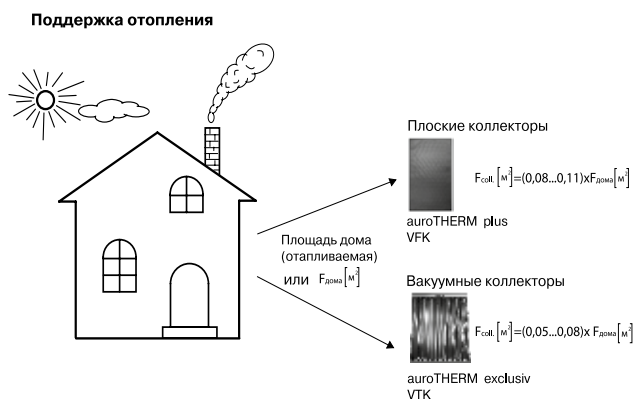 Поддержка отопления
Плоские коллекторы
Fcoll. [м²]=(0,08...0,11)xFдома[м²]
auroTHERM plus
VFK
Площадь дома
(отапливаемая)
или Fдома[м²]
Вакуумные коллекторы
Fcoll. [м²]=(0,05...0,08)x Fдома[м²]
auroTHERM exclusiv
VTK